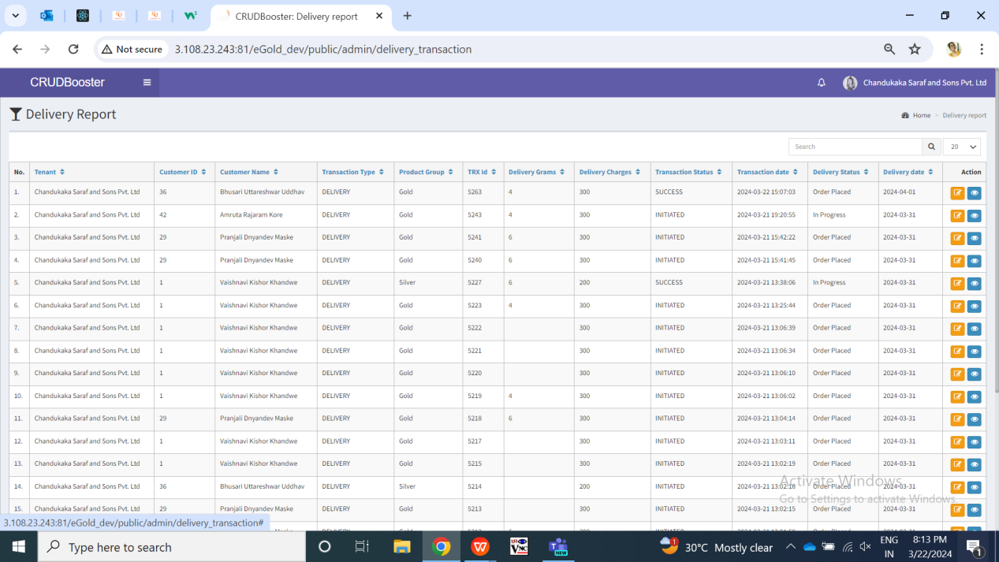 CRUDBooster: Delivery report
Not secure 3.108.23.243:81/eGold_dev/public/admin/delivery_transaction
CRUDBooster Chandukaka Saraf and Sons Pvt. Ltd
Delivery Report Home > Delivery report
Search 20
No. Tenant Customer ID Customer Name Transaction Type Product Group TRX Id Delivery Grams Delivery Charges Transaction Status Transaction date Delivery Status Delivery date Action
1. Chandukaka Saraf and Sons Pvt. Ltd 36 Bhusari Uttareshwar Uddhav DELIVERY Gold 5263 4 300 SUCCESS 2024-03-22 15:07:03 Order Placed 2024-04-01
2. Chandukaka Saraf and Sons Pvt. Ltd 42 Amruta Rajaram Kore DELIVERY Gold 5243 4 300 INITIATED 2024-03-21 19:20:55 In Progress 2024-03-31
3. Chandukaka Saraf and Sons Pvt. Ltd 29 Pranjali Dnyandev Maske DELIVERY Gold 5241 6 300 INITIATED 2024-03-21 15:42:22 Order Placed 2024-03-31
4. Chandukaka Saraf and Sons Pvt. Ltd 29 Pranjali Dnyandev Maske DELIVERY Gold 5240 6 300 INITIATED 2024-03-21 15:41:45 Order Placed 2024-03-31
5. Chandukaka Saraf and Sons Pvt. Ltd 1 Vaishnavi Kishor Khandwe DELIVERY Silver 5227 6 200 SUCCESS 2024-03-21 13:38:06 In Progress 2024-03-31
6. Chandukaka Saraf and Sons Pvt. Ltd 1 Vaishnavi Kishor Khandwe DELIVERY Gold 5223 4 300 INITIATED 2024-03-21 13:25:44 Order Placed 2024-03-31
7. Chandukaka Saraf and Sons Pvt. Ltd 1 Vaishnavi Kishor Khandwe DELIVERY Gold 5222 300 INITIATED 2024-03-21 13:06:39 Order Placed 2024-03-31
8. Chandukaka Saraf and Sons Pvt. Ltd 1 Vaishnavi Kishor Khandwe DELIVERY Gold 5221 300 INITIATED 2024-03-21 13:06:34 Order Placed 2024-03-31
9. Chandukaka Saraf and Sons Pvt. Ltd 1 Vaishnavi Kishor Khandwe DELIVERY Gold 5220 300 INITIATED 2024-03-21 13:06:10 Order Placed 2024-03-31
10. Chandukaka Saraf and Sons Pvt. Ltd 1 Vaishnavi Kishor Khandwe DELIVERY Gold 5219 4 300 INITIATED 2024-03-21 13:06:02 Order Placed 2024-03-31
11. Chandukaka Saraf and Sons Pvt. Ltd 29 Pranjali Dnyandev Maske DELIVERY Gold 5218 6 300 INITIATED 2024-03-21 13:04:14 Order Placed 2024-03-31
12. Chandukaka Saraf and Sons Pvt. Ltd 1 Vaishnavi Kishor Khandwe DELIVERY Gold 5217 300 INITIATED 2024-03-21 13:03:11 Order Placed 2024-03-31
13. Chandukaka Saraf and Sons Pvt. Ltd 1 Vaishnavi Kishor Khandwe DELIVERY Gold 5215 300 INITIATED 2024-03-21 13:02:19 Order Placed 2024-03-31
Activate Windows
14. Chandukaka Saraf and Sons Pvt. Ltd 36 Bhusari Uttareshwar Uddhav DELIVERY Silver 5214 200 INITIATED 2024-03-21 13:02:16 Order Placed 2024-03-31
Go to Settings to activate Windows.
15. Chandukaka Saraf and Sons Pvt. Ltd 29 Pranjali Dnyandev Maske DELIVERY Gold 5213 300 INITIATED 2024-03-21 13:02:15 Order Placed 2024-03-31
3.108.23.243:81/eGold_dev/public/admin/delivery_transaction#
Type here to search 30°C Mostly clear ENG 8:13 PM
IN 3/22/2024 1